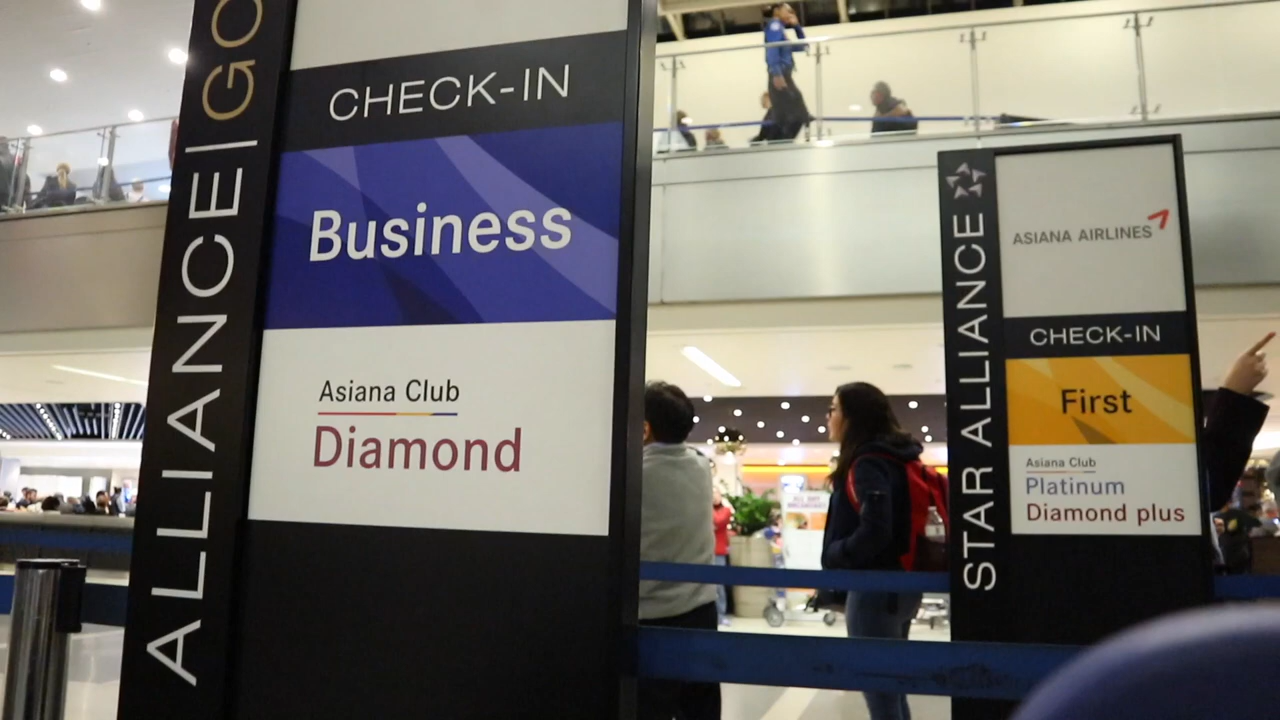 ALLIANCE | GO
CHECK-IN
Business
Asiana Club
Diamond
STAR ALLIANCE
ASIANA AIRLINES
CHECK-IN
First
Asiana Club
Platinum
Diamond plus